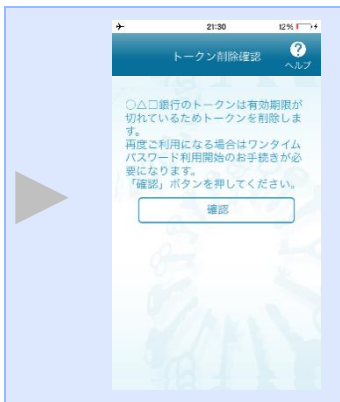 21:30 12%
トークン削除確認
?
ヘルプ
○△□銀行のトークンは有効期限が
切れているためトークンを削除しま
す。
再度ご利用になる場合はワンタイム
パスワード利用開始のお手続きが必
要になります。
「確認」ボタンを押してください。
確認